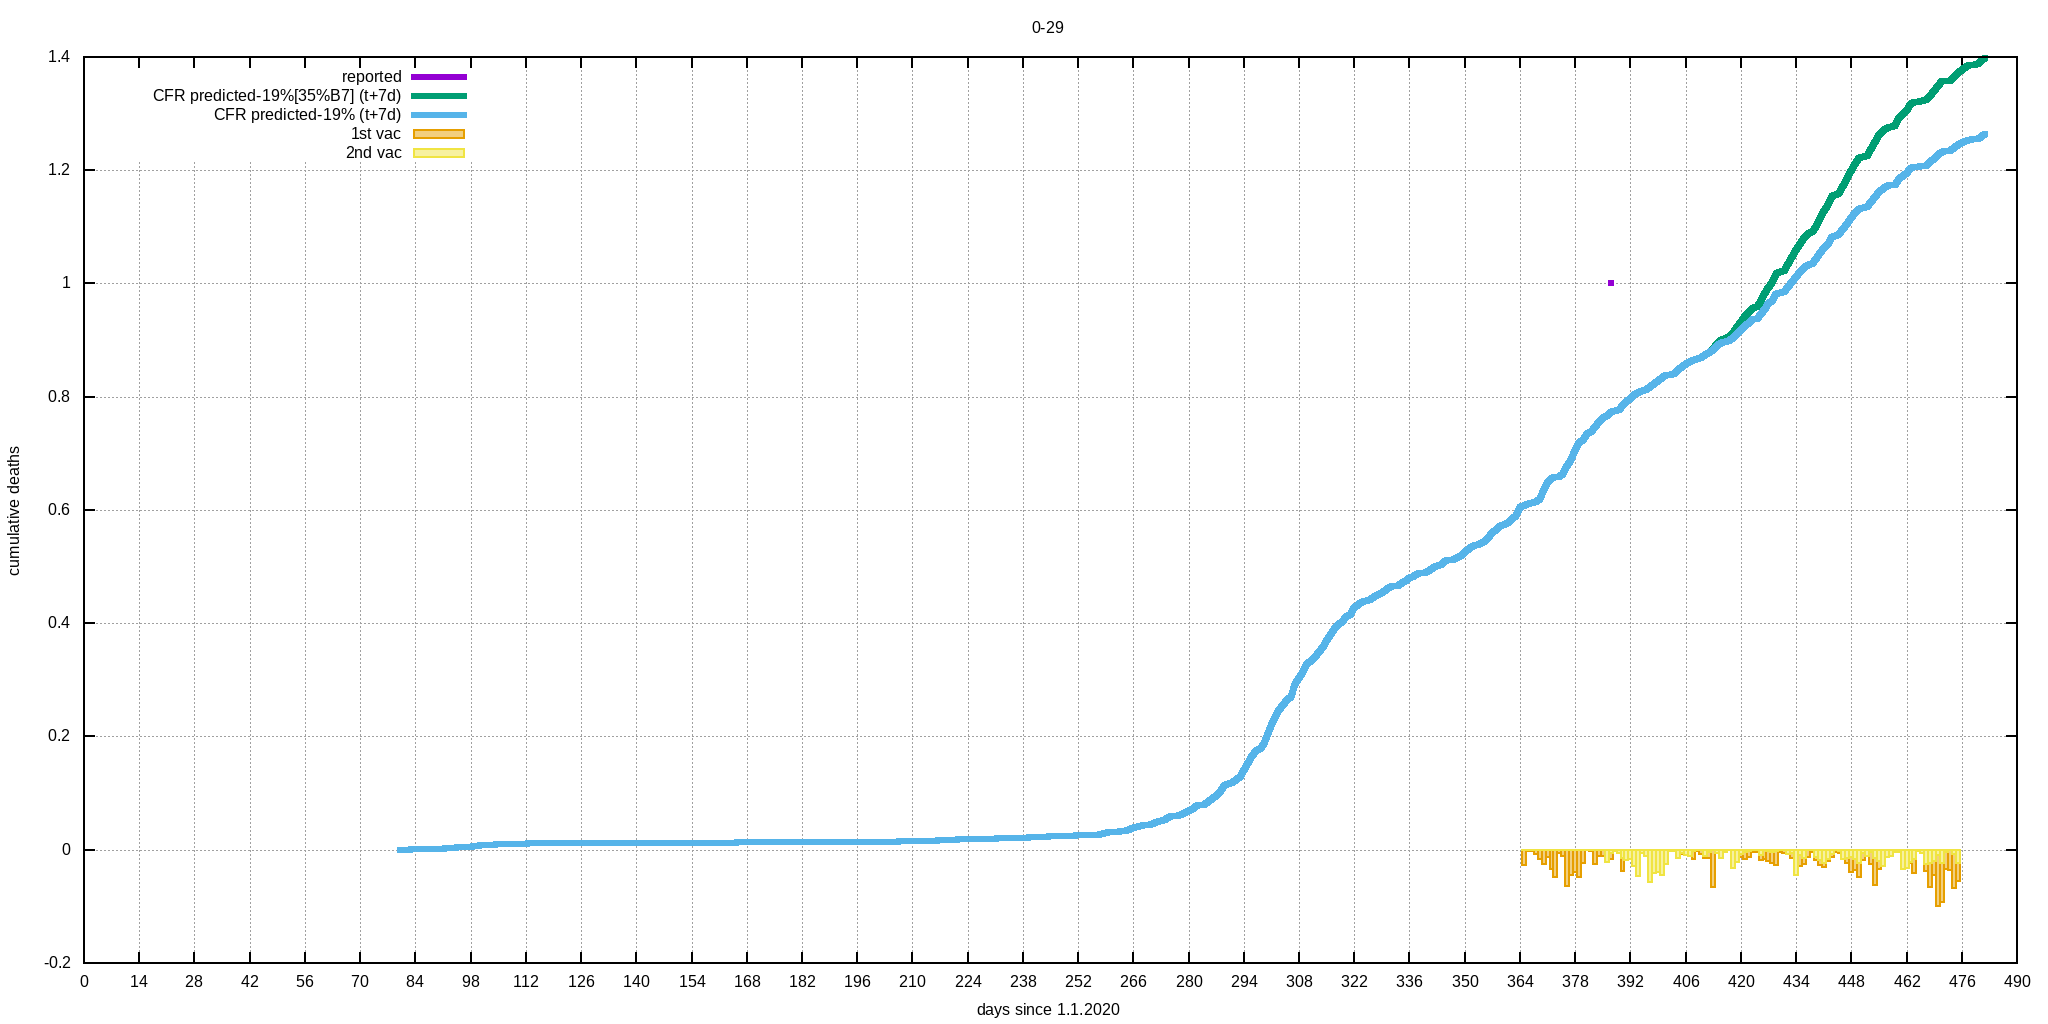 0-29
1.4
1.2
1
0.8
0.6
0.4
0.2
0
-0.2
cumulative deaths
reported
CFR predicted-19%[35%B7] (t+7d)
CFR predicted-19% (t+7d)
1st vac
2nd vac
0 14 28 42 56 70 84 98 112 126 140 154 168 182 196 210 224 238 252 266 280 294 308 322 336 350 364 378 392 406 420 434 448 462 476 490
days since 1.1.2020